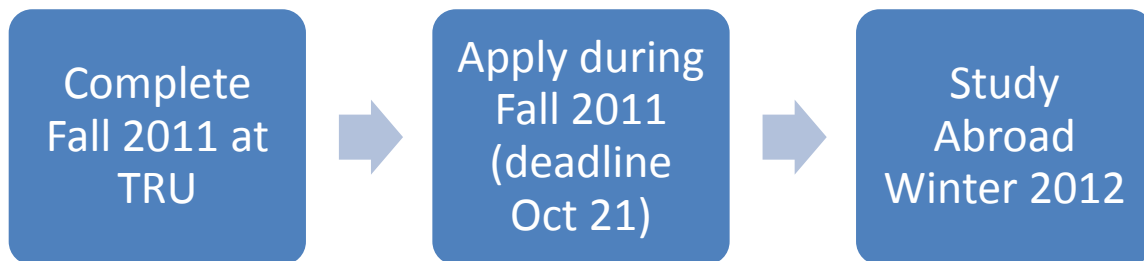 Complete
Fall 2011 at
TRU
Apply during
Fall 2011
(deadline
Oct 21)
Study
Abroad
Winter 2012